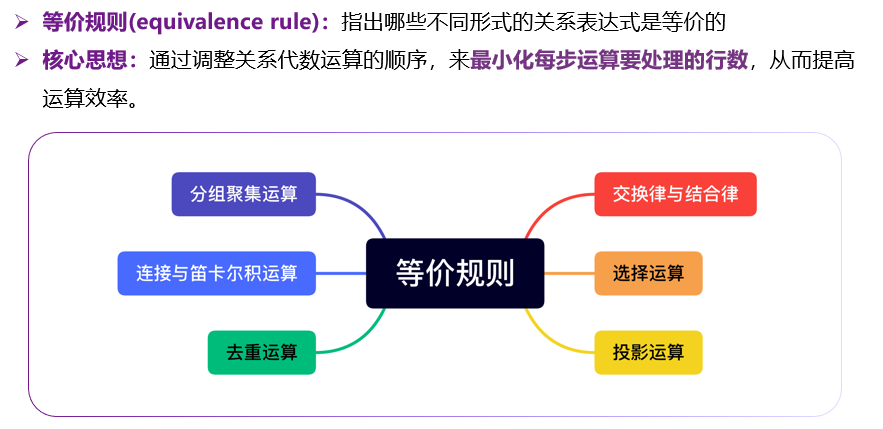 等价规则(equivalence rule)：指出哪些不同形式的关系表达式是等价的
核心思想：通过调整关系代数运算的顺序，来最小化每步运算要处理的行数，从而提高
运算效率。
分组聚集运算
交换律与结合律
连接与笛卡尔积运算
等价规则
选择运算
去重运算
投影运算